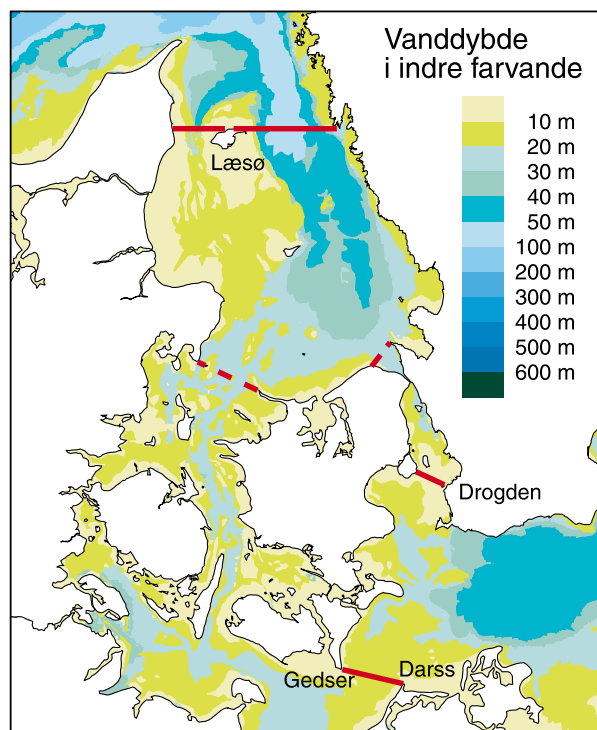 Vanddybde
i indre farvande
10 m
20 m
30 m
40 m
50 m
100 m
200 m
300 m
400 m
500 m
600 m
Læsø
Drogden
Gedser
Darss